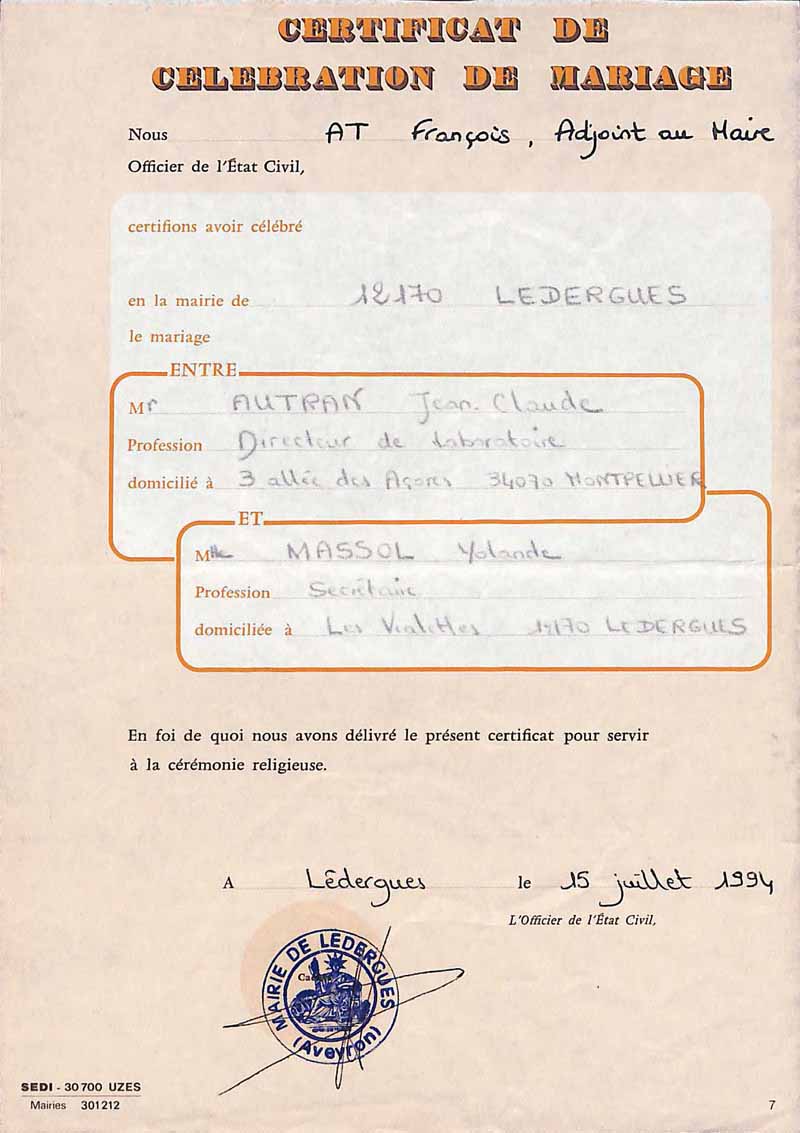 CERTIFICAT DE
CELEBRATION DE MARIAGE
Nous AT François, Adjoint au Maire
Officier de l'État Civil,
certifions avoir célébré
en la mairie de 12170 LEDERGUES
le mariage
ENTRE
Mr AUTRAN Jean-Claude
Profession Directeur de Laboratoire
domicilié à 3 allée des Açores 34070 MONTPELLIER
ET
Mlle MASSOL Yolande
Profession Secrétaire
domiciliée à Les Vialettes 12170 LEDERGUES
En foi de quoi nous avons délivré le présent certificat pour servir
à la cérémonie religieuse.
A Lédergues le 15 juillet 1994
L'Officier de l'État Civil,
MAIRIE DE LEDERGUES
(Aveyron)
SEDI - 30700 UZES
Mairies 301212
7